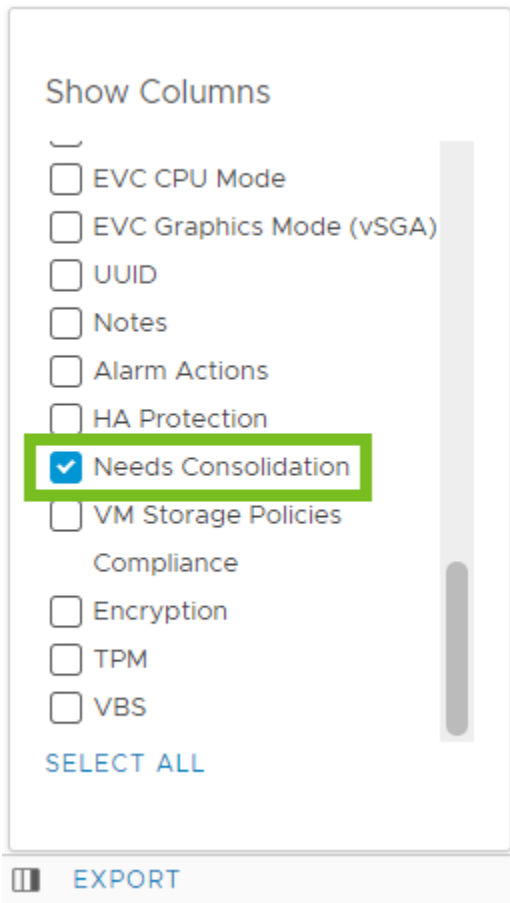 Show Columns
EVC CPU Mode
EVC Graphics Mode (vSGA)
UUID
Notes
Alarm Actions
HA Protection
Needs Consolidation
VM Storage Policies
Compliance
Encryption
TPM
VBS
SELECT ALL
EXPORT